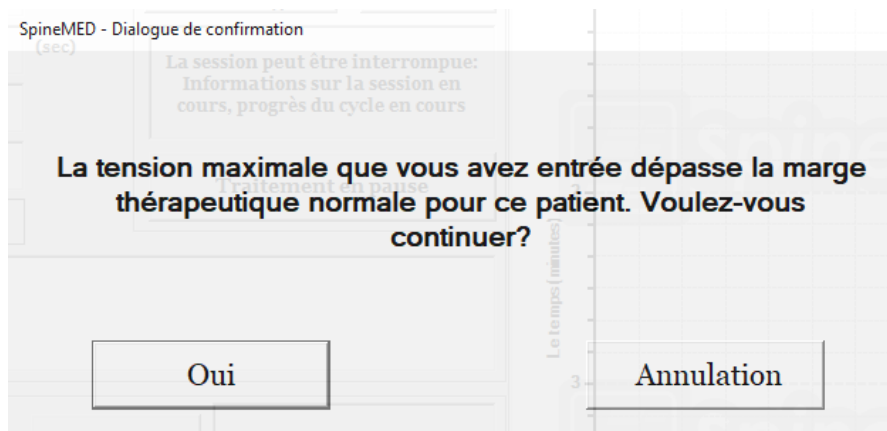 SpineMED - Dialogue de confirmation
(sec)
La session peut être interrompue:
Informations sur la session en
cours, progrès du cycle en cours
La tension maximale que vous avez entrée dépasse la marge
Traitement en pause
thérapeutique normale pour ce patient. Voulez-vous
continuer?
Le temps (minutes)
Oui
3
Annulation